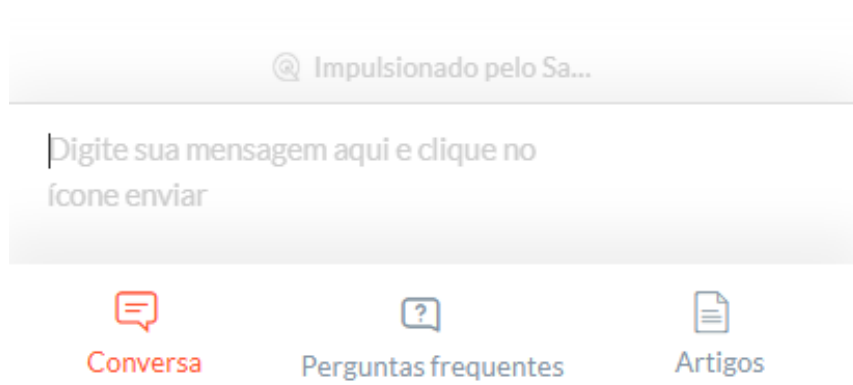 Impulsionado pelo Sa...
Digite sua mensagem aqui e clique no
ícone enviar
Conversa
Perguntas frequentes
Artigos